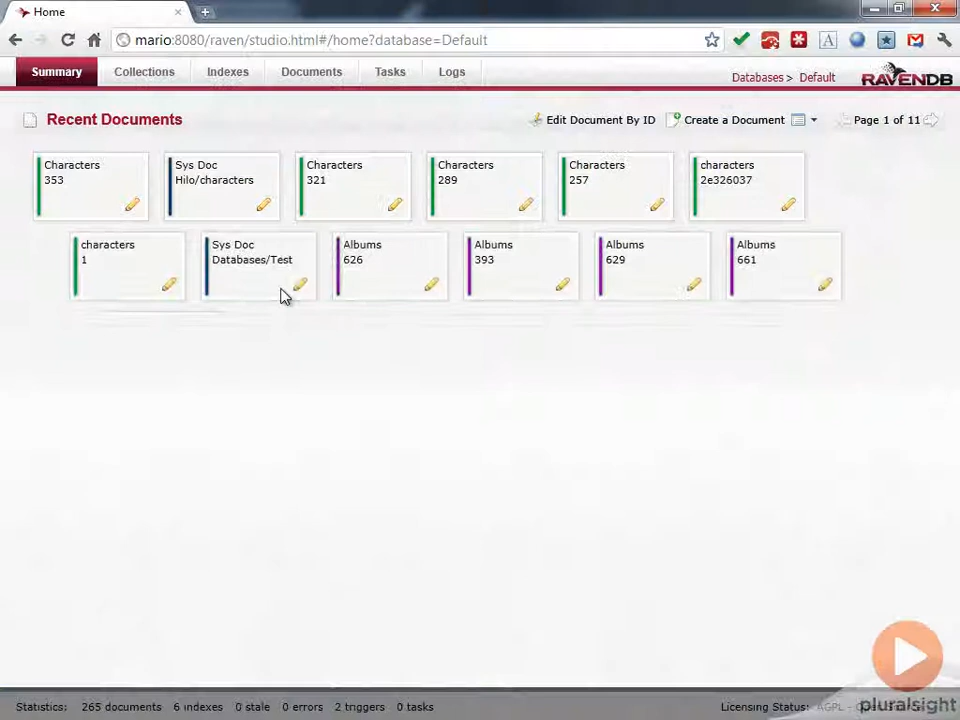 Home
mario:8080/raven/studio.html#/home?database=Default
Summary Collections Indexes Documents Tasks Logs Databases > Default RAVENDB
Recent Documents Edit Document By ID Create a Document Page 1 of 11
Characters
353
Sys Doc
Hilo/characters
Characters
321
Characters
289
Characters
257
characters
2e326037
characters
1
Sys Doc
Databases/Test
Albums
626
Albums
393
Albums
629
Albums
661
Statistics: 265 documents 6 indexes 0 stale 0 errors 2 triggers 0 tasks Licensing Status: AGPL -
pluralsight